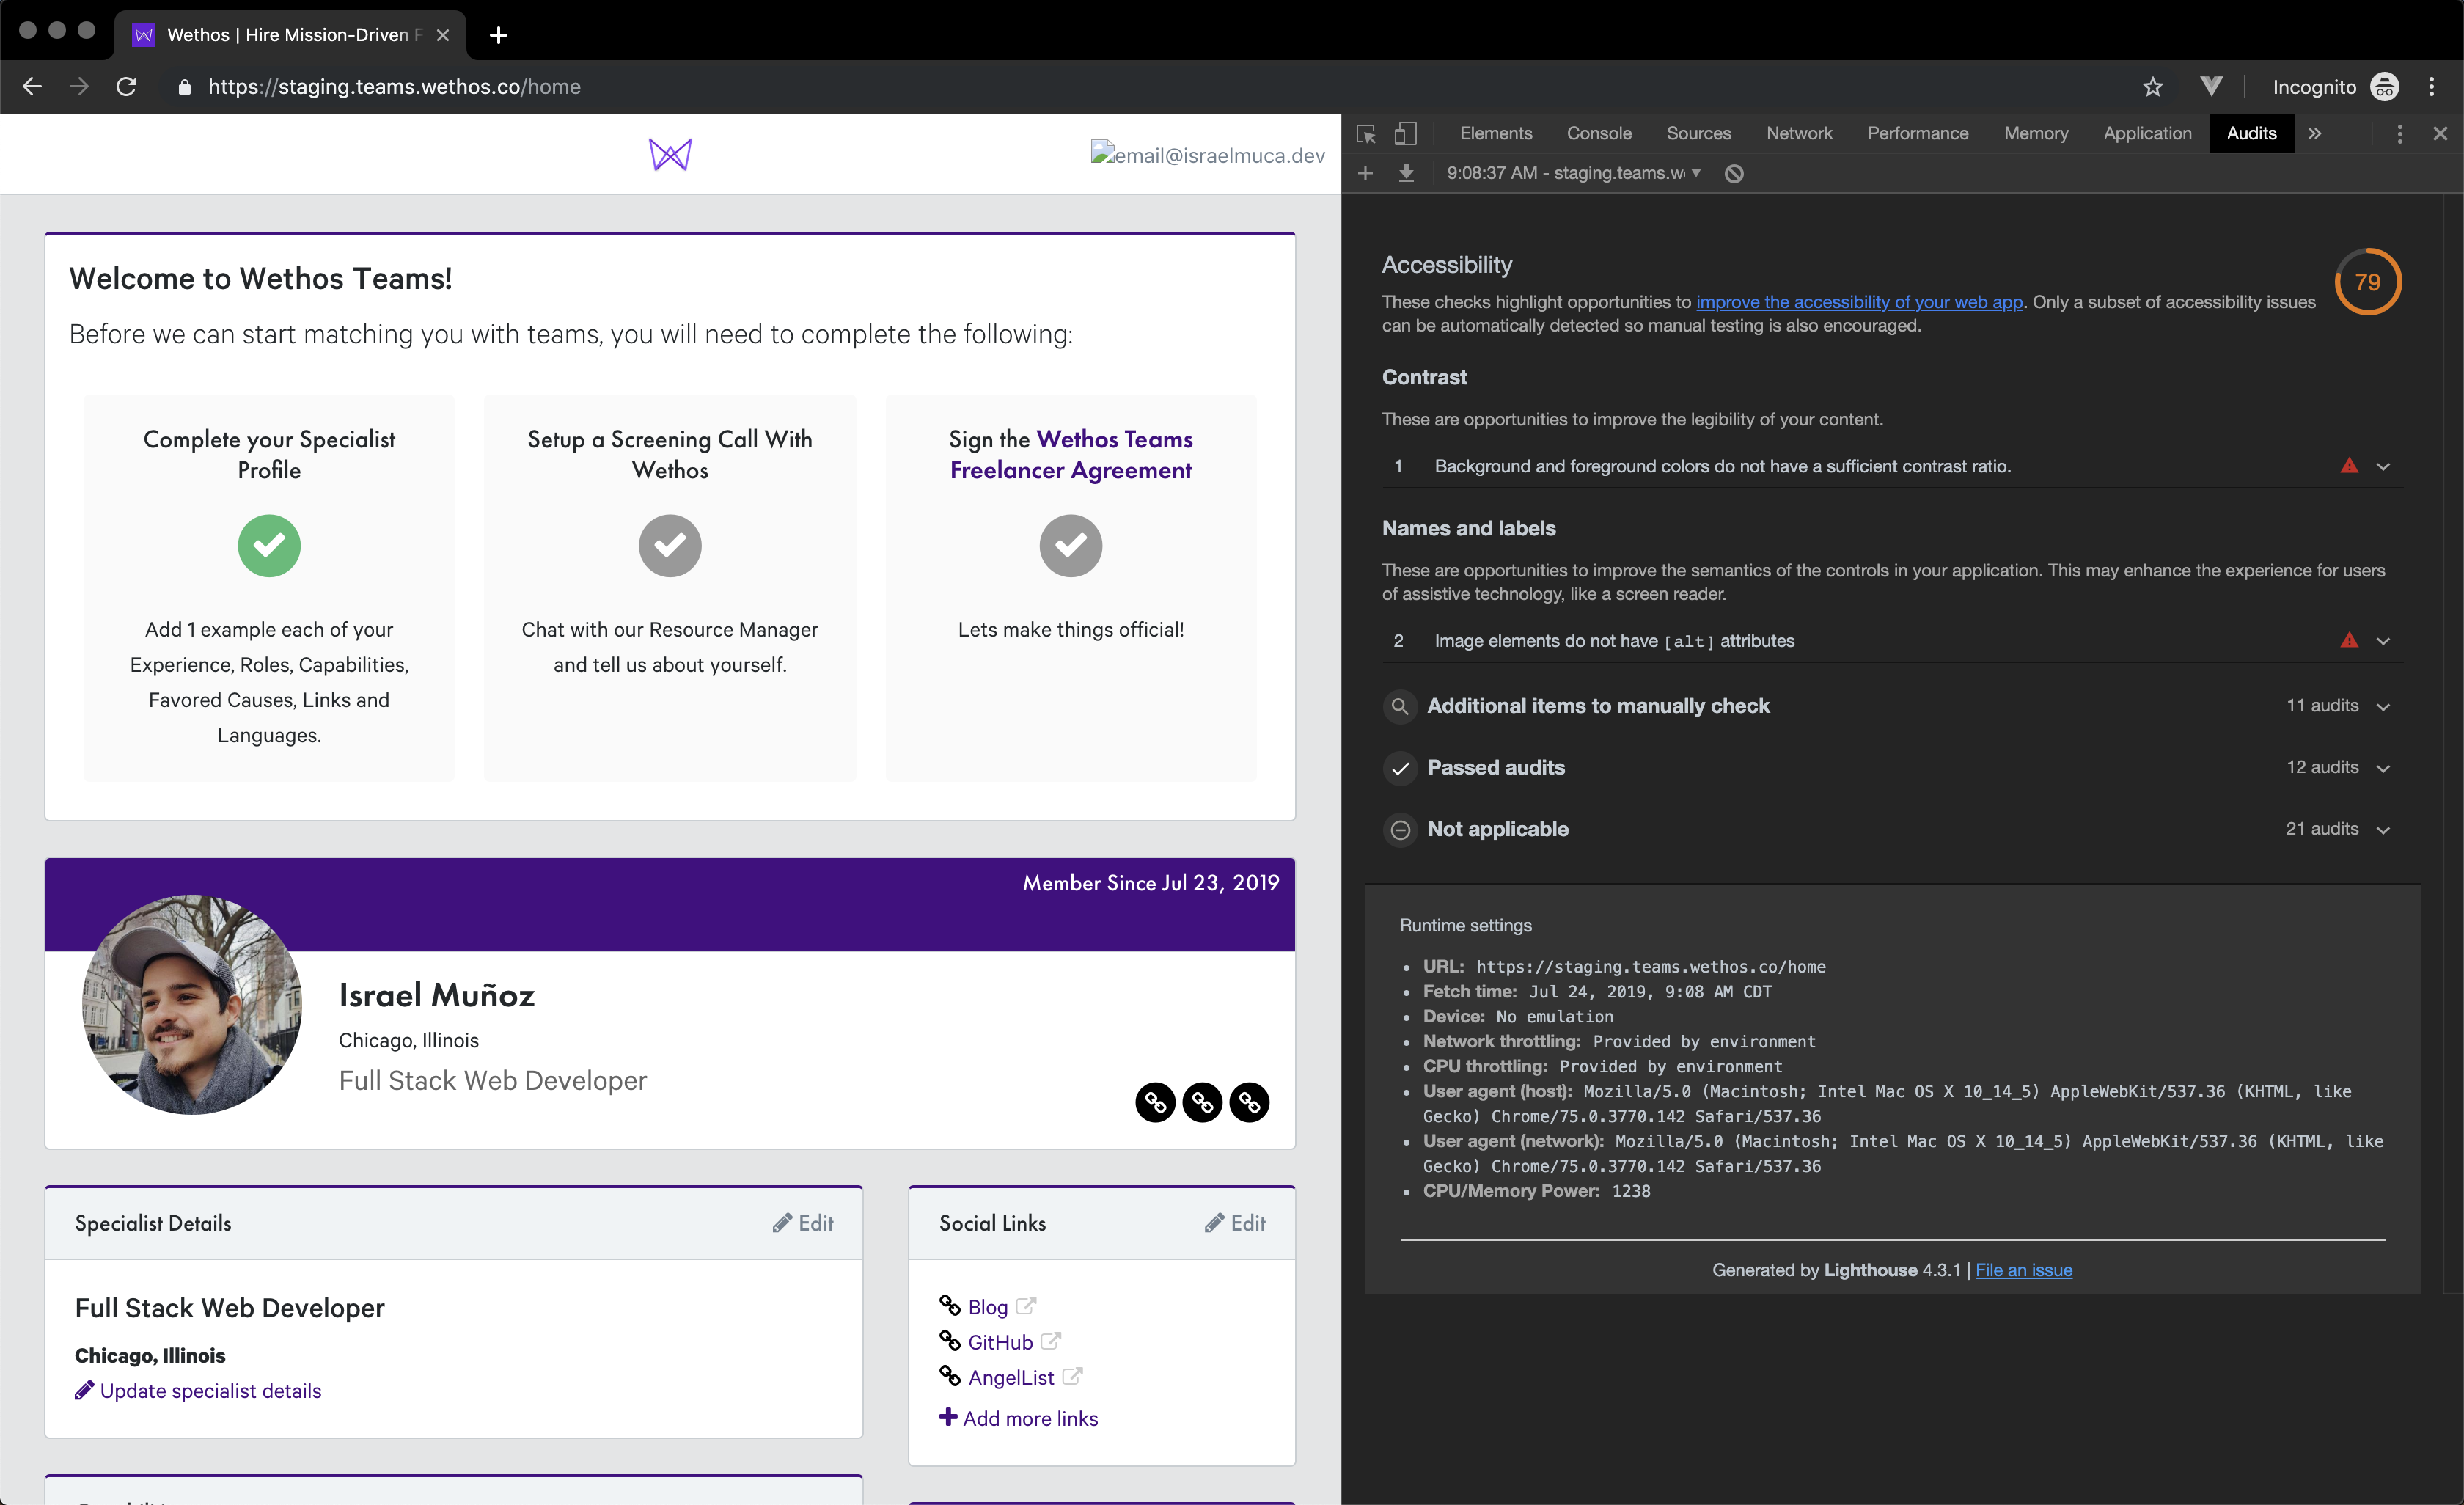 Wethos | Hire Mission-Driven F
https://staging.teams.wethos.co/home
Incognito
email@israelmuca.dev
Welcome to Wethos Teams!
Before we can start matching you with teams, you will need to complete the following:
Complete your Specialist
Profile
Add 1 example each of your
Experience, Roles, Capabilities,
Favored Causes, Links and
Languages.
Setup a Screening Call With
Wethos
Chat with our Resource Manager
and tell us about yourself.
Sign the Wethos Teams
Freelancer Agreement
Lets make things official!
Member Since Jul 23, 2019
Israel Muñoz
Chicago, Illinois
Full Stack Web Developer
Specialist Details
Edit
Full Stack Web Developer
Chicago, Illinois
Update specialist details
Social Links
Edit
Blog
GitHub
AngelList
Add more links
Elements Console Sources Network Performance Memory Application Audits
9:08:37 AM - staging.teams.w
Accessibility
79
These checks highlight opportunities to improve the accessibility of your web app. Only a subset of accessibility issues
can be automatically detected so manual testing is also encouraged.
Contrast
These are opportunities to improve the legibility of your content.
1 Background and foreground colors do not have a sufficient contrast ratio.
Names and labels
These are opportunities to improve the semantics of the controls in your application. This may enhance the experience for users
of assistive technology, like a screen reader.
2 Image elements do not have [alt] attributes
Additional items to manually check 11 audits
Passed audits 12 audits
Not applicable 21 audits
Runtime settings
• URL: https://staging.teams.wethos.co/home
• Fetch time: Jul 24, 2019, 9:08 AM CDT
• Device: No emulation
• Network throttling: Provided by environment
• CPU throttling: Provided by environment
• User agent (host): Mozilla/5.0 (Macintosh; Intel Mac OS X 10_14_5) AppleWebKit/537.36 (KHTML, like
Gecko) Chrome/75.0.3770.142 Safari/537.36
• User agent (network): Mozilla/5.0 (Macintosh; Intel Mac OS X 10_14_5) AppleWebKit/537.36 (KHTML, like
Gecko) Chrome/75.0.3770.142 Safari/537.36
• CPU/Memory Power: 1238
Generated by Lighthouse 4.3.1 | File an issue